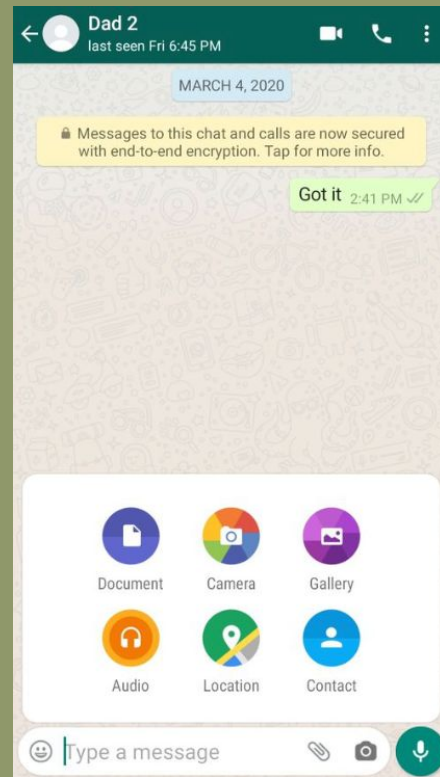 Dad 2
last seen Fri 6:45 PM
MARCH 4, 2020
Messages to this chat and calls are now secured
with end-to-end encryption. Tap for more info.
Got it 2:41 PM
Document Camera Gallery
Audio Location Contact
Type a message